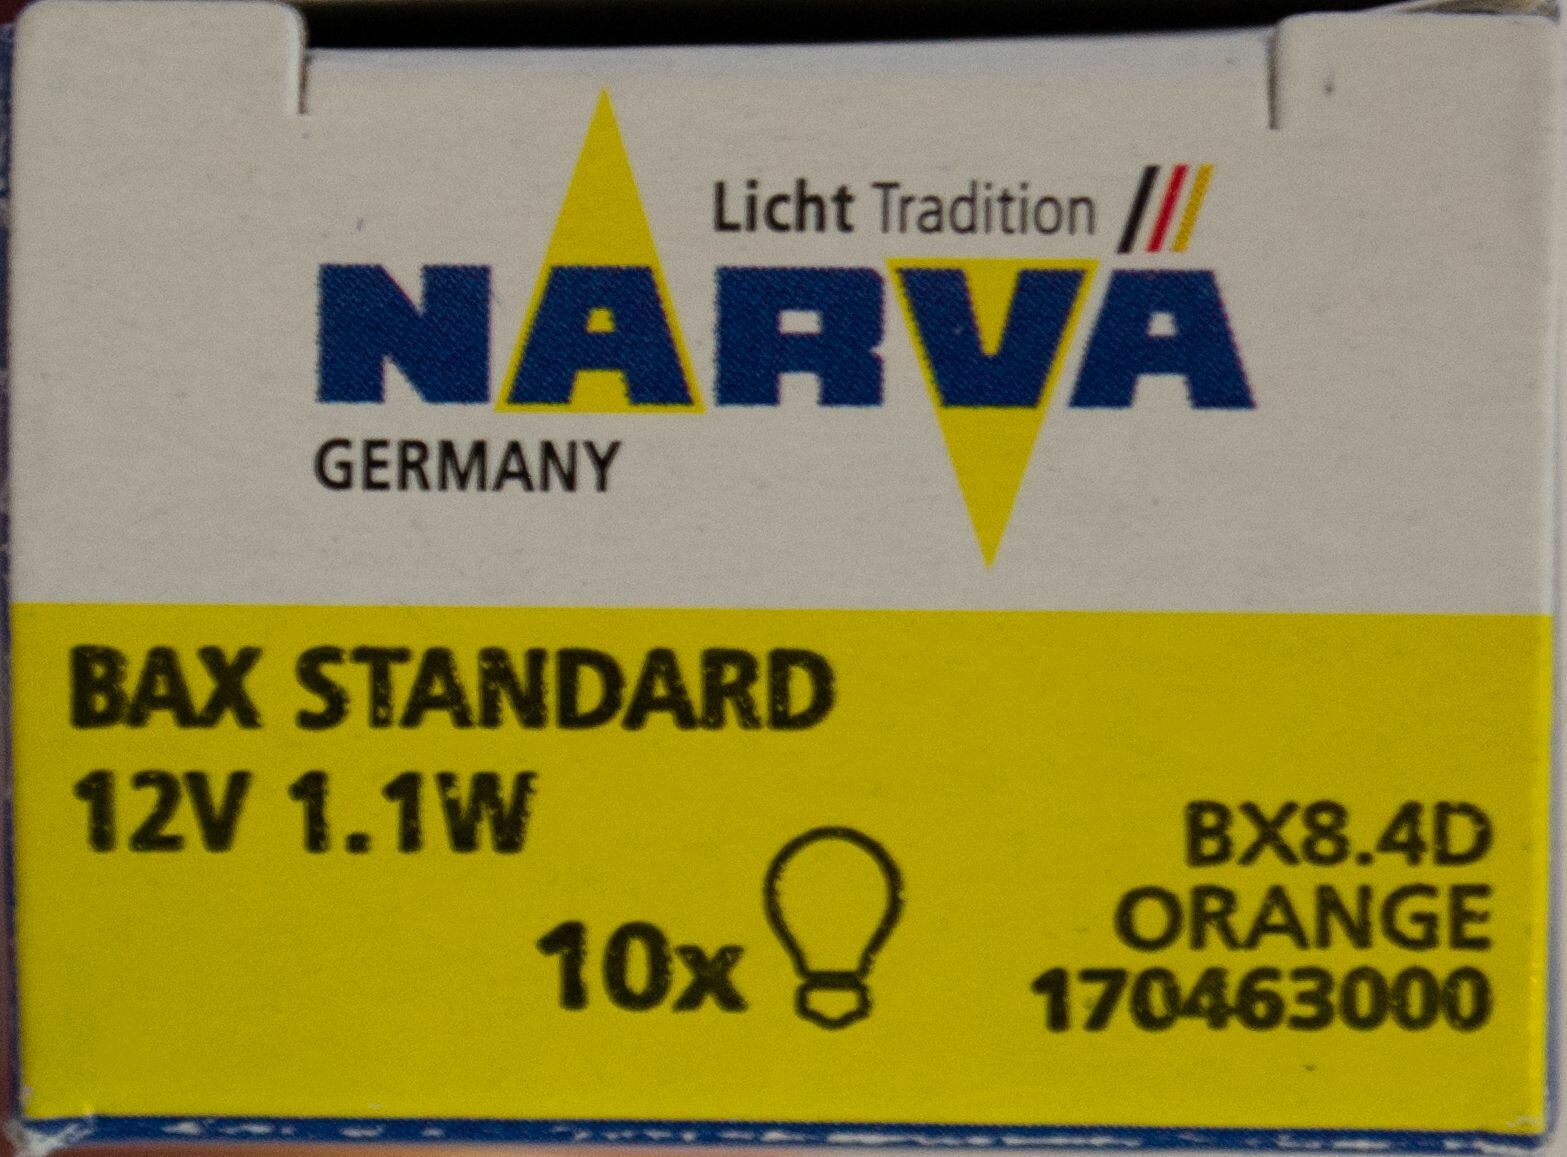 Licht Tradition
NARVA
GERMANY
BAX STANDARD
12V 1.1W
10x
BX8.4D
ORANGE
170463000